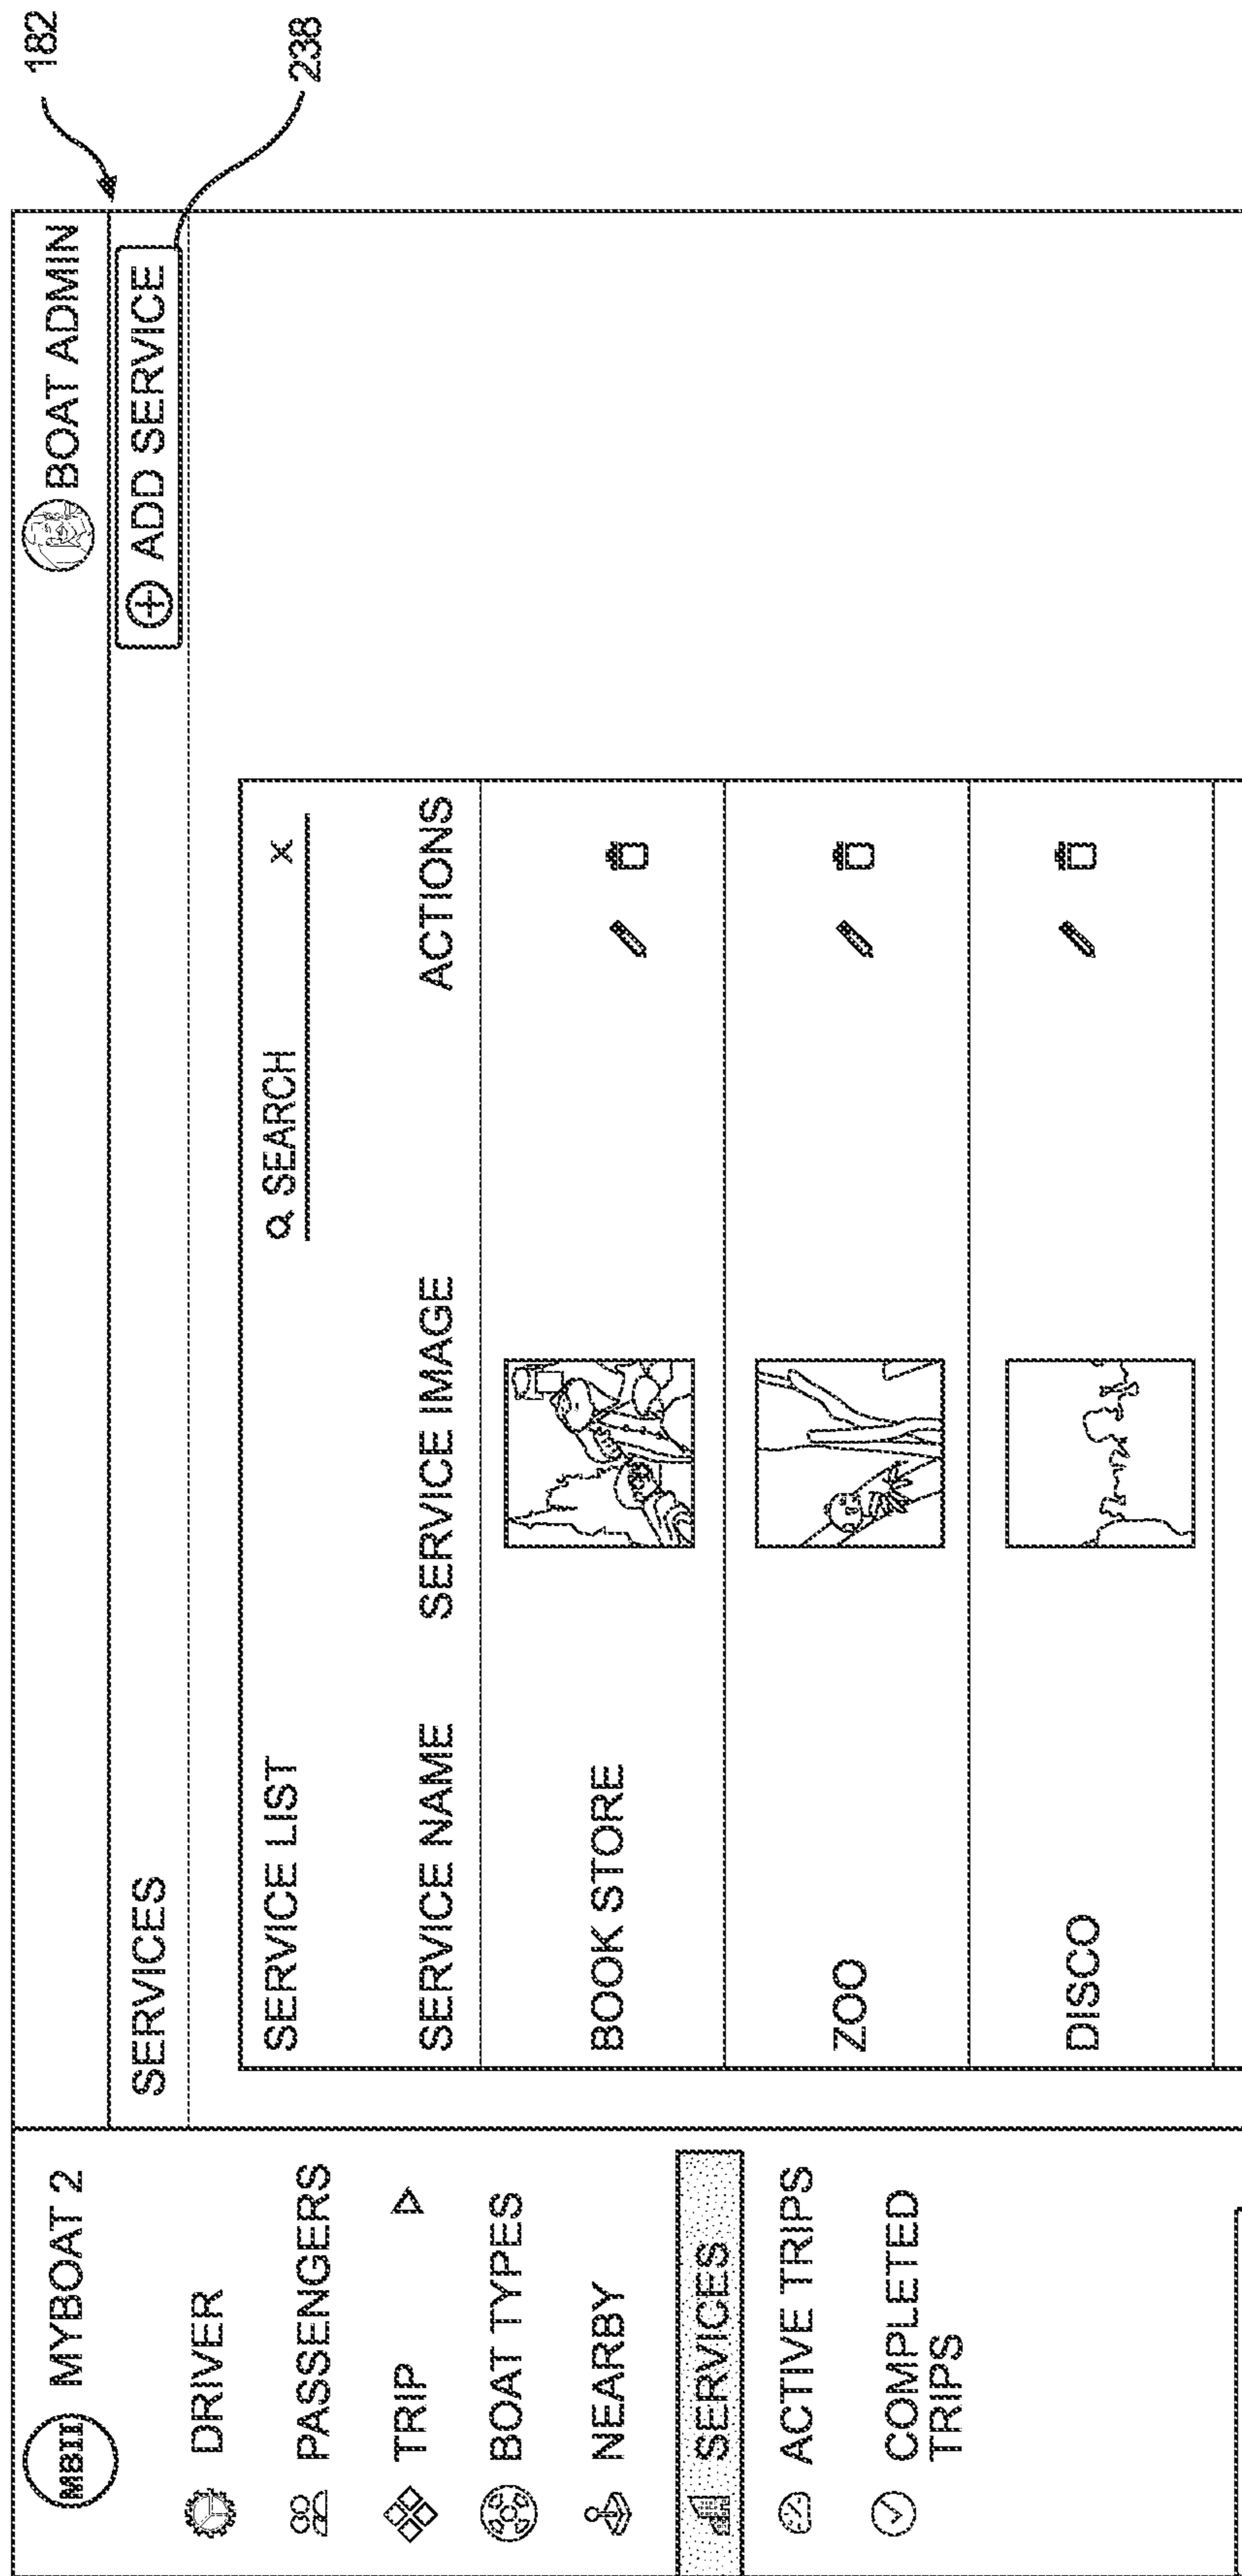 182
238
MBII MYBOAT 2
BOAT ADMIN
SERVICES
ADD SERVICE
DRIVER
PASSENGERS
TRIP
BOAT TYPES
NEARBY
SERVICES
ACTIVE TRIPS
COMPLETED
TRIPS
SERVICE LIST
SEARCH X
SERVICE NAME SERVICE IMAGE ACTIONS
BOOK STORE
ZOO
DISCO